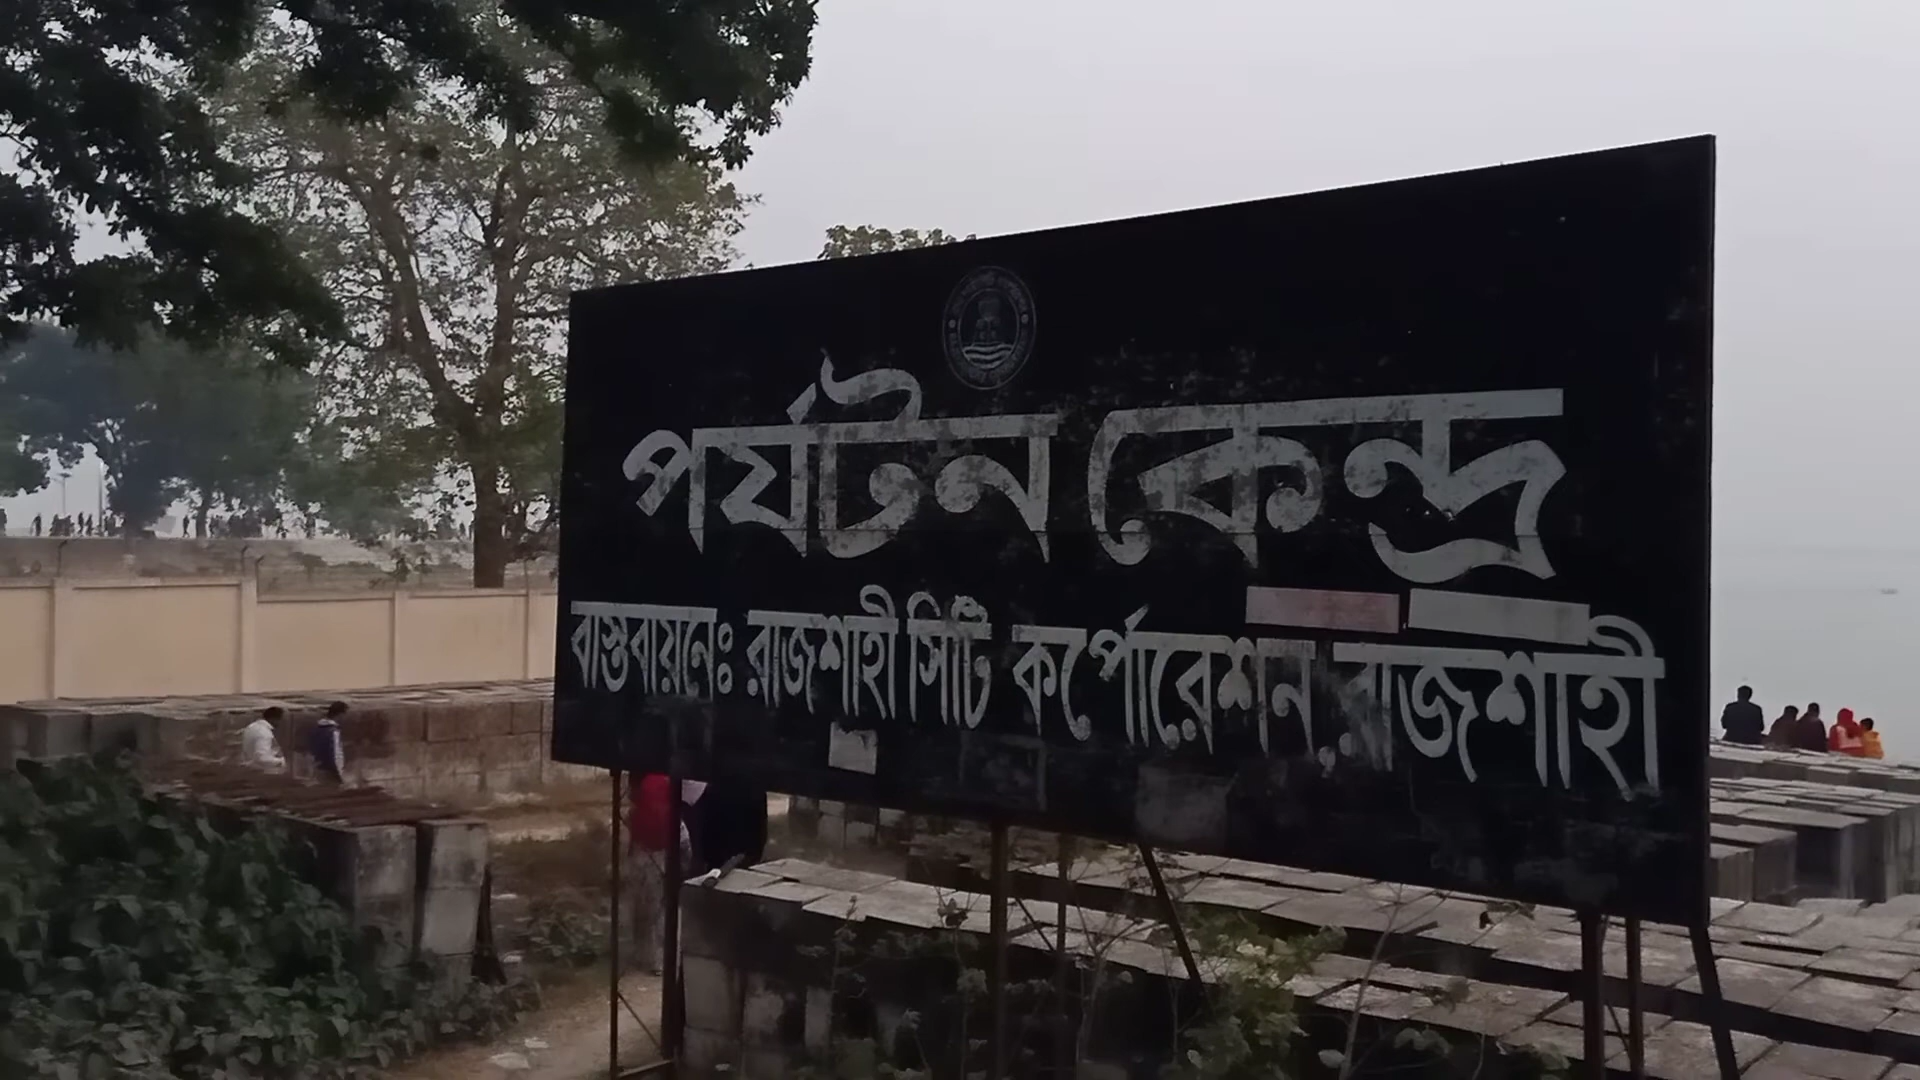 পর্যটন কেন্দ্র
বাস্তবায়নেঃ রাজশাহী সিটি কর্পোরেশন, রাজশাহী